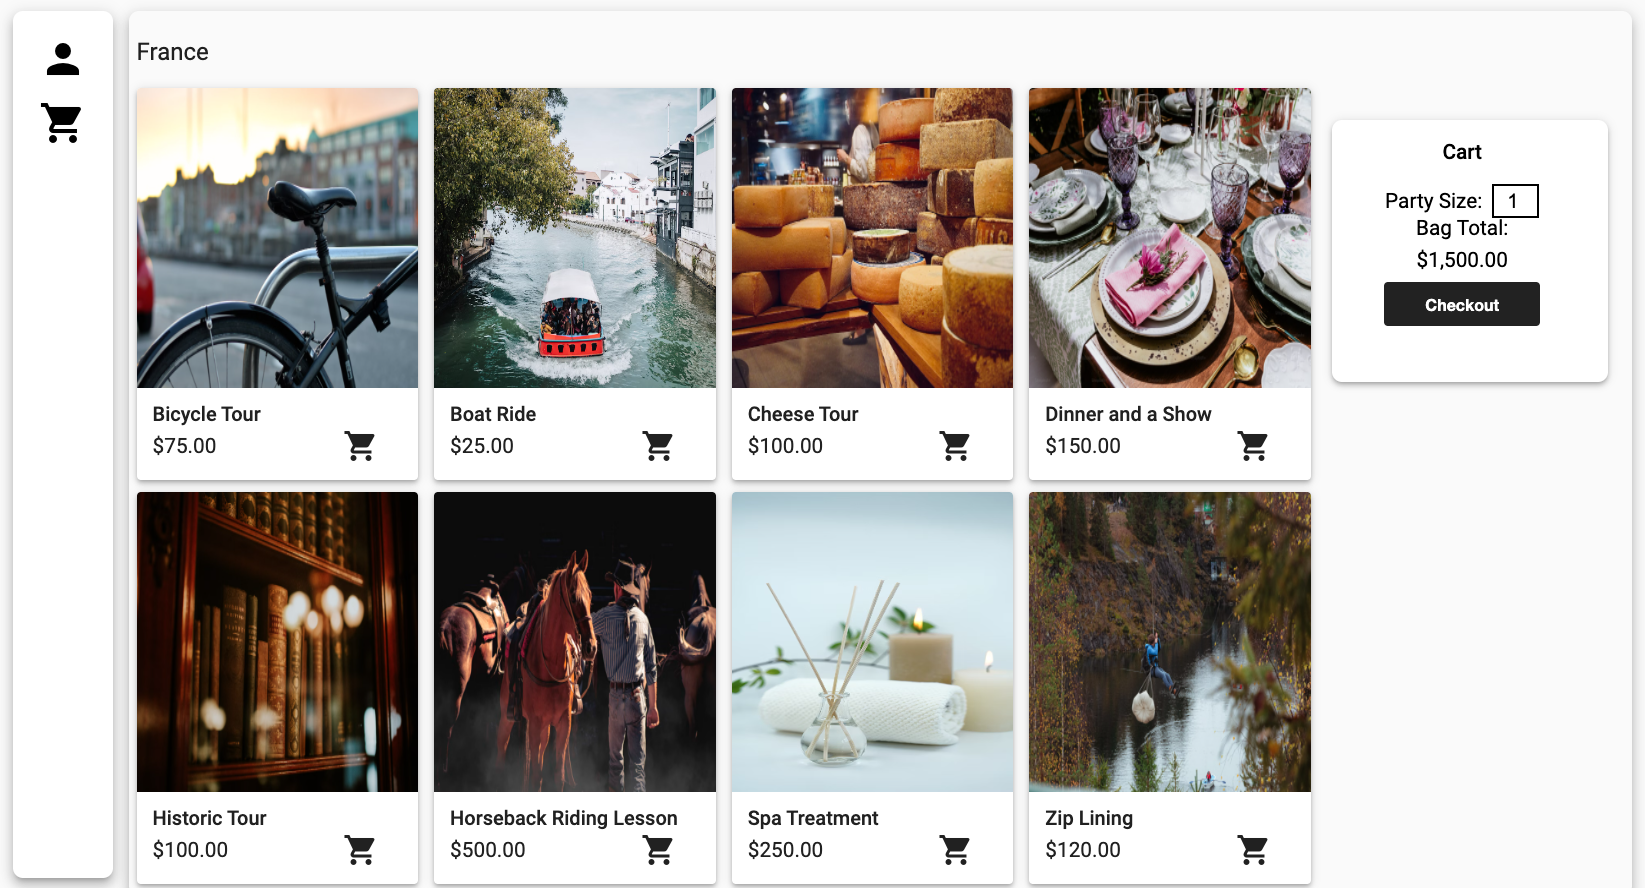 France
Bicycle Tour
$75.00
Boat Ride
$25.00
Cheese Tour
$100.00
Dinner and a Show
$150.00
Cart
Party Size: 1
Bag Total:
$1,500.00
Checkout
Historic Tour
$100.00
Horseback Riding Lesson
$500.00
Spa Treatment
$250.00
Zip Lining
$120.00